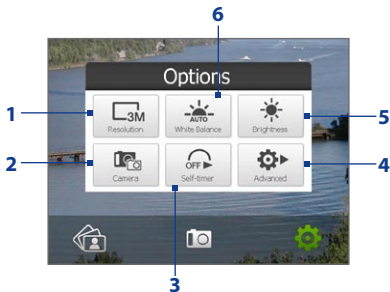 6
Options
1
3M
AUTO
5
Resolution
White Balance
Brightness
2
OFF
4
Camera
Self-timer
Advanced
3